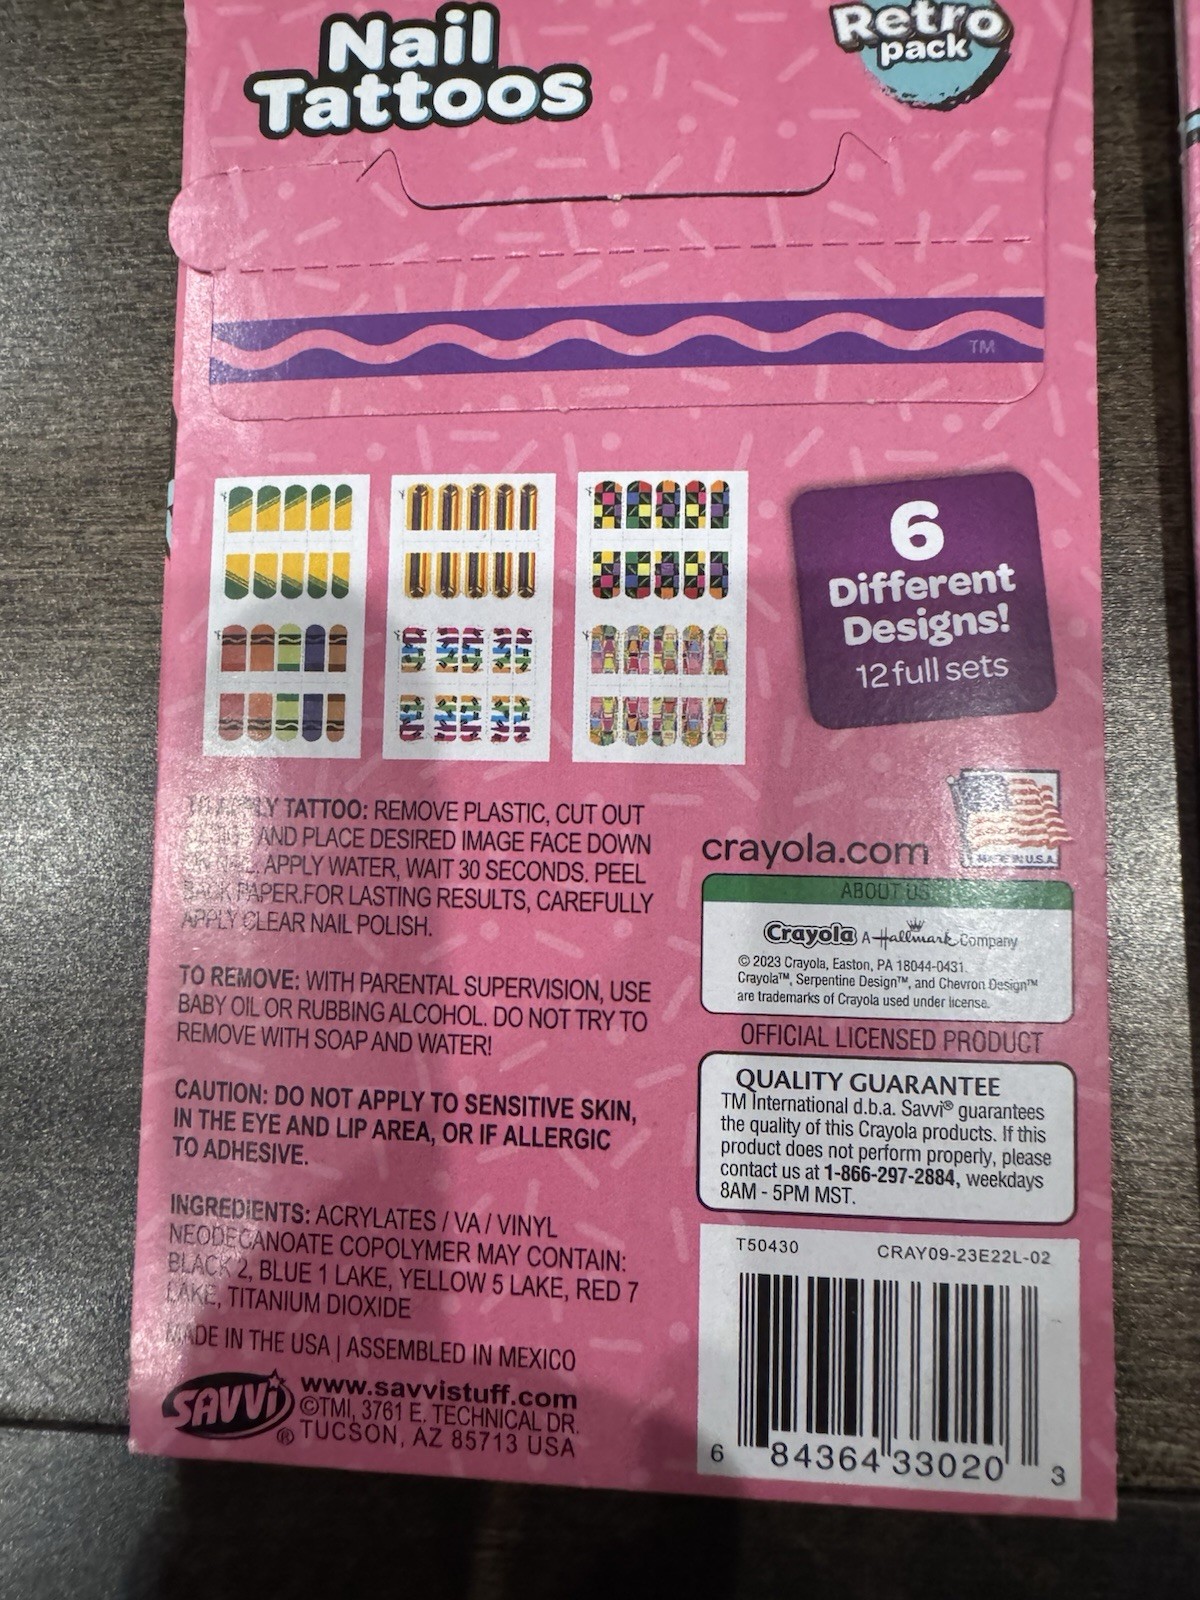 Nail
Tattoos
Retro
pack
TM
6
Different
Designs!
12 full sets
TO APPLY TATTOO: REMOVE PLASTIC, CUT OUT
AND PLACE DESIRED IMAGE FACE DOWN
ON NAIL. APPLY WATER, WAIT 30 SECONDS. PEEL
BACK PAPER.FOR LASTING RESULTS, CAREFULLY
APPLY CLEAR NAIL POLISH.
TO REMOVE: WITH PARENTAL SUPERVISION, USE
BABY OIL OR RUBBING ALCOHOL. DO NOT TRY TO
REMOVE WITH SOAP AND WATER!
CAUTION: DO NOT APPLY TO SENSITIVE SKIN,
IN THE EYE AND LIP AREA, OR IF ALLERGIC
TO ADHESIVE.
INGREDIENTS: ACRYLATES / VA / VINYL
NEODECANOATE COPOLYMER MAY CONTAIN:
BLACK 2, BLUE 1 LAKE, YELLOW 5 LAKE, RED 7
LAKE, TITANIUM DIOXIDE
MADE IN THE USA | ASSEMBLED IN MEXICO
SAVVi®
www.savvistuff.com
©TMI, 3761 E. TECHNICAL DR.
TUCSON, AZ 85713 USA
MADE IN U.S.A.
crayola.com
ABOUT US
Crayola A Hallmark Company
© 2023 Crayola, Easton, PA 18044-0431.
Crayola™, Serpentine Design™, and Chevron Design™
are trademarks of Crayola used under license.
OFFICIAL LICENSED PRODUCT
QUALITY GUARANTEE
TM International d.b.a. Savvi® guarantees
the quality of this Crayola products. If this
product does not perform properly, please
contact us at 1-866-297-2884, weekdays
8AM - 5PM MST.
T50430 CRAY09-23E22L-02
6 84364 33020 3